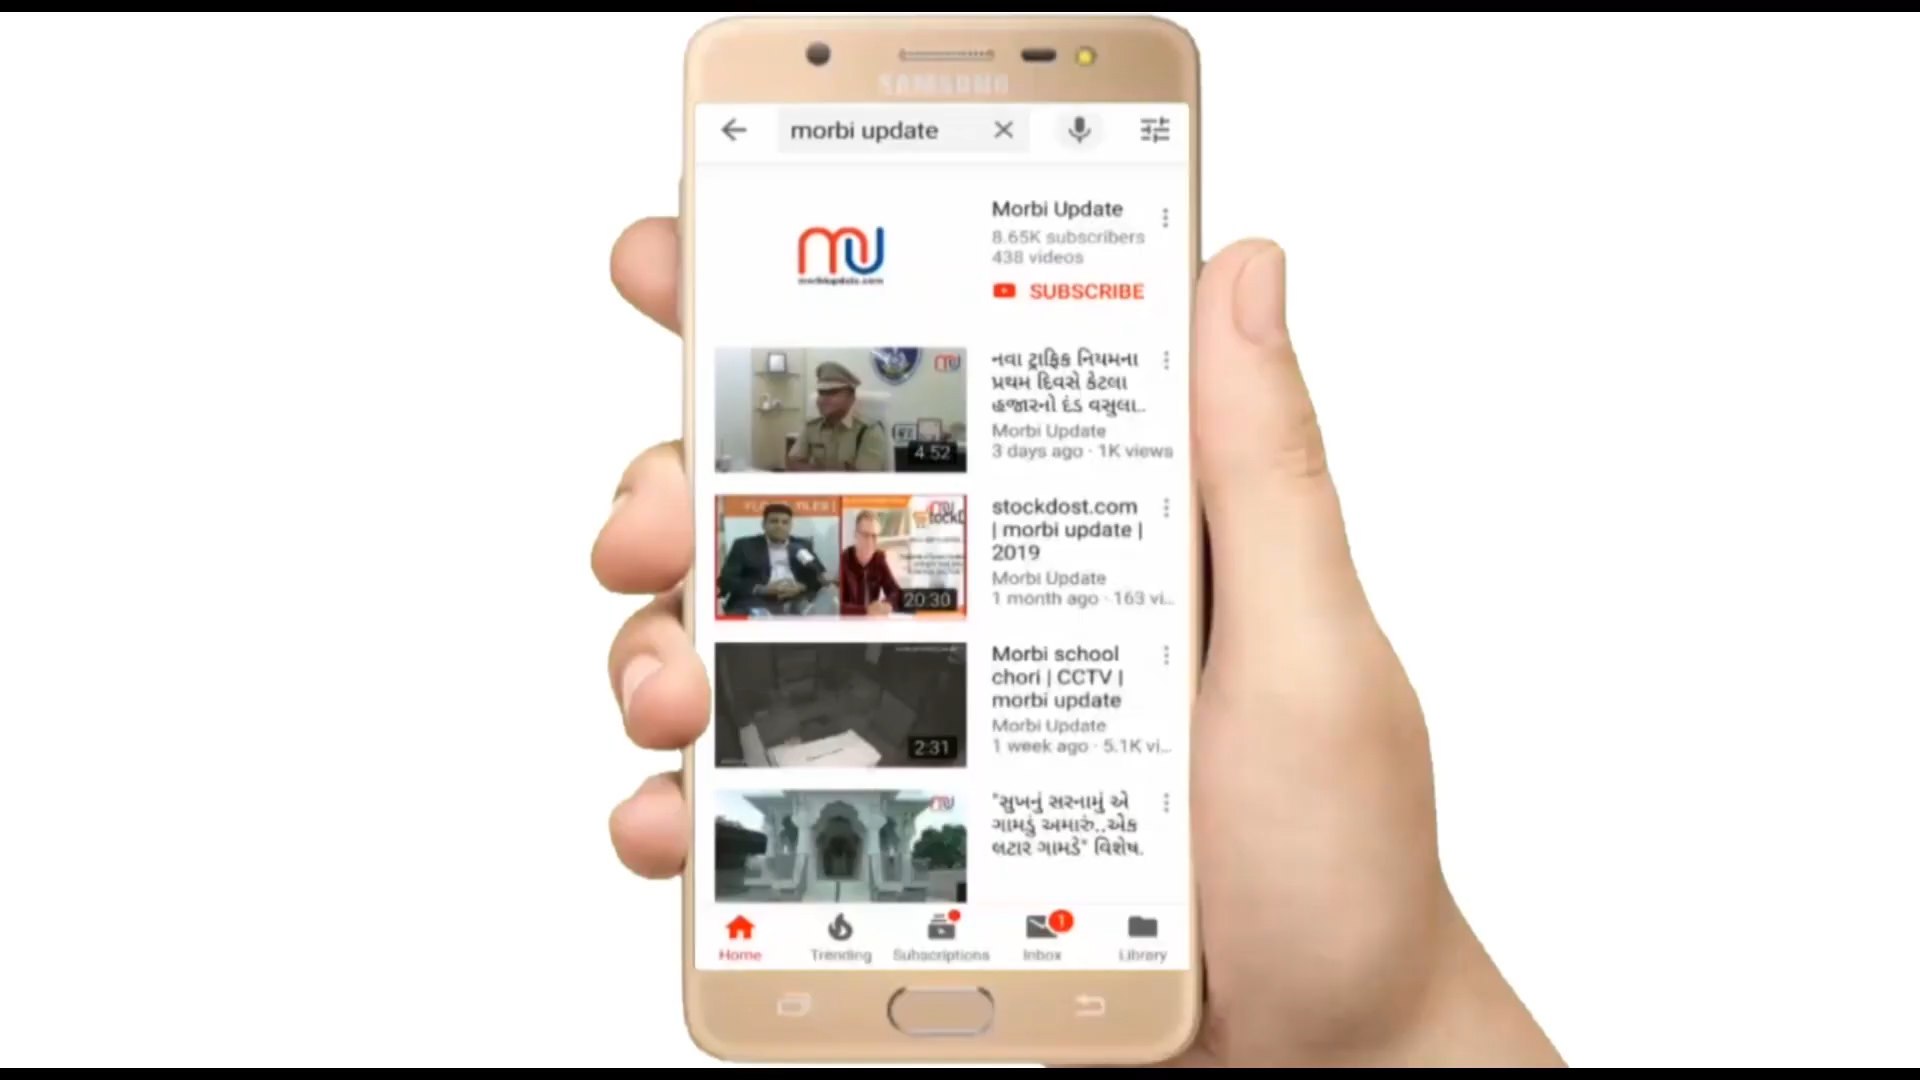 SAMSUNG
morbi update
Morbi Update
8.65K subscribers
438 videos
SUBSCRIBE
morbiupdate.com
નવા ટ્રાફિક નિયમના
પ્રથમ દિવસે કેટલા
હજારનો દંડ વસુલા..
Morbi Update
3 days ago · 1K views
4:52
stockdost.com
| morbi update |
2019
Morbi Update
1 month ago · 163 vi...
20:30
Morbi school
chori | CCTV |
morbi update
Morbi Update
1 week ago · 5.1K vi...
2:31
"સુખનું સરનામું એ
ગામડું અમારું..એક
લટાર ગામડે" વિશેષ.
Home
Trending
Subscriptions
1
Inbox
Library